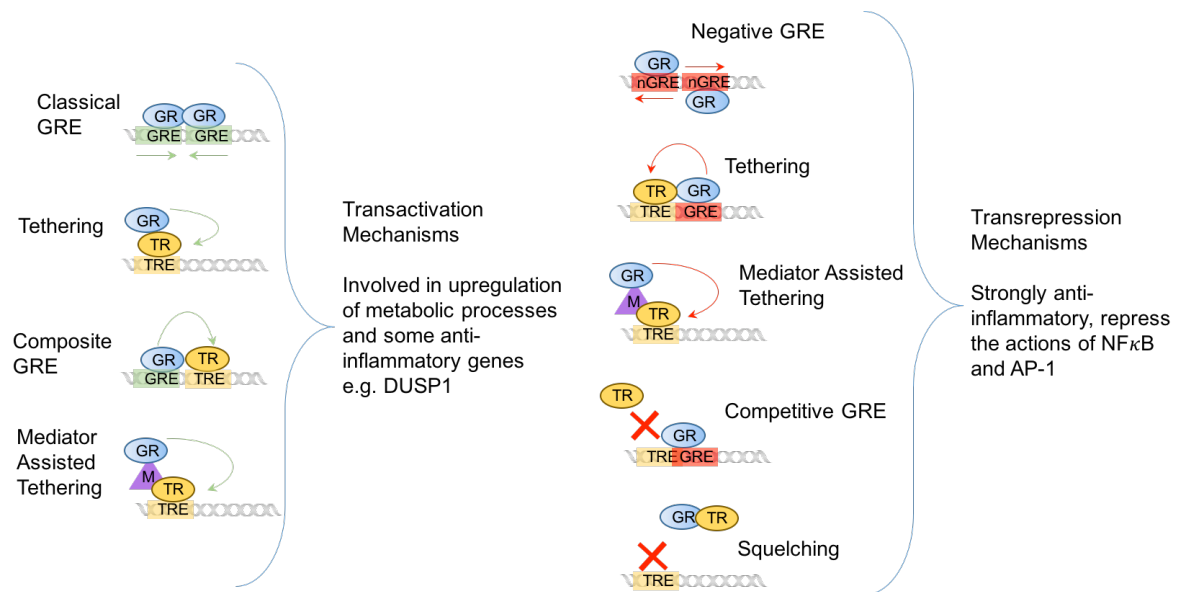 Classical
GRE
GR GR
GRE GRE
Tethering
GR
TR
TRE
Composite
GRE
GR TR
GRE TRE
Mediator
Assisted
Tethering
GR
M
TR
TRE
Transactivation
Mechanisms
Involved in upregulation
of metabolic processes
and some anti-
inflammatory genes
e.g. DUSP1
Negative GRE
GR
nGRE nGRE
GR
Tethering
TR GR
TRE GRE
Mediator Assisted
Tethering
GR
M
TR
TRE
Competitive GRE
TR
GR
TRE GRE
Squelching
GR TR
TRE
Transrepression
Mechanisms
Strongly anti-
inflammatory, repress
the actions of NFκB
and AP-1